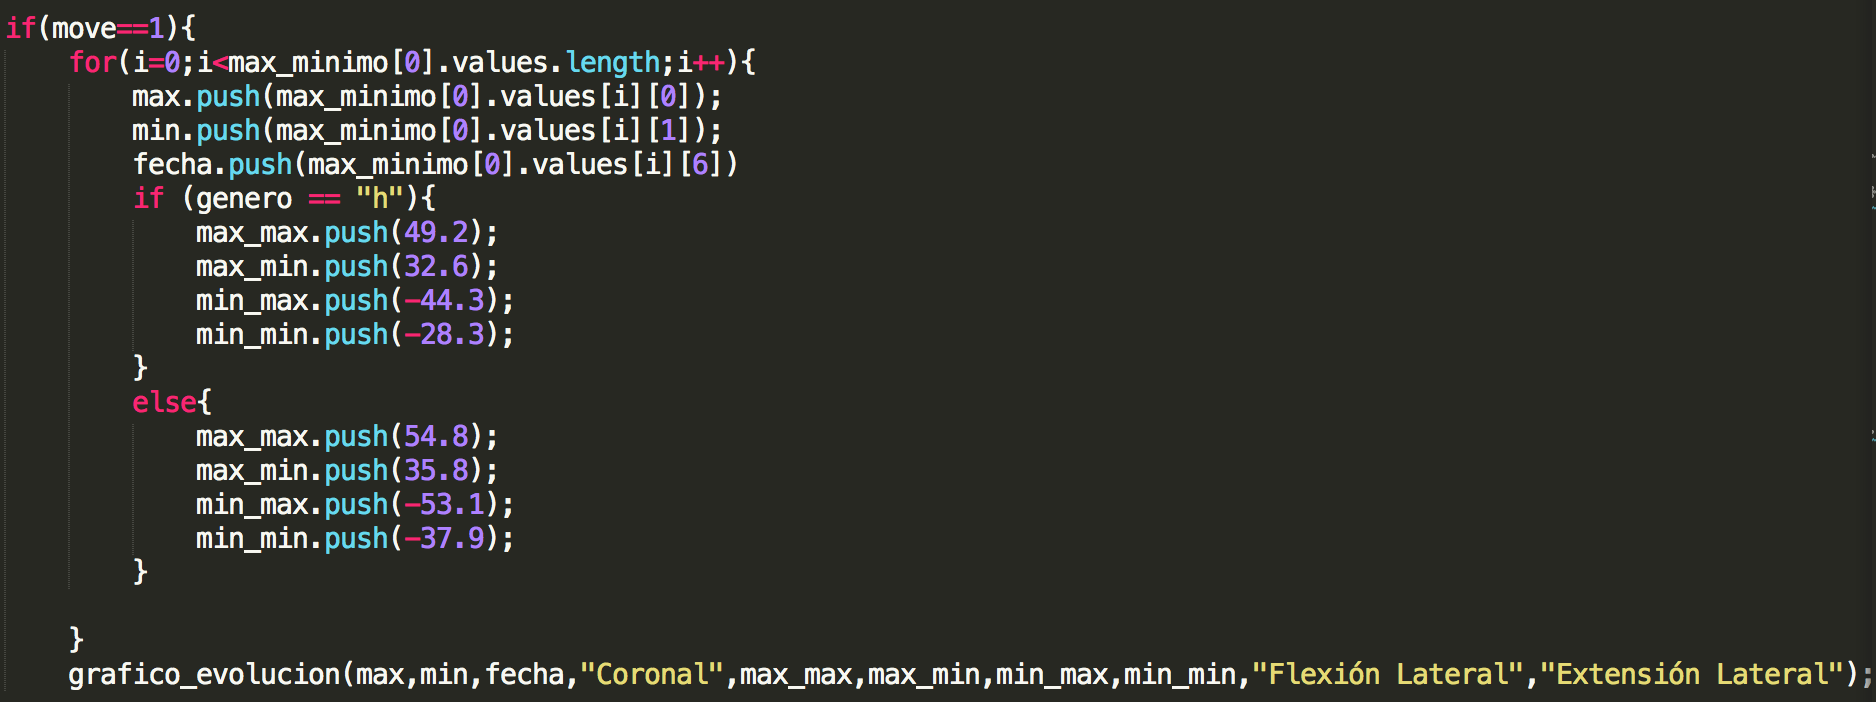 if(move==1){
for(i=0;i<max_minimo[0].values.length;i++){
max.push(max_minimo[0].values[i][0]);
min.push(max_minimo[0].values[i][1]);
fecha.push(max_minimo[0].values[i][6])
if (genero == "h"){
max_max.push(49.2);
max_min.push(32.6);
min_max.push(-44.3);
min_min.push(-28.3);
}
else{
max_max.push(54.8);
max_min.push(35.8);
min_max.push(-53.1);
min_min.push(-37.9);
}
}
grafico_evolucion(max,min,fecha,"Coronal",max_max,max_min,min_max,min_min,"Flexión Lateral","Extensión Lateral");